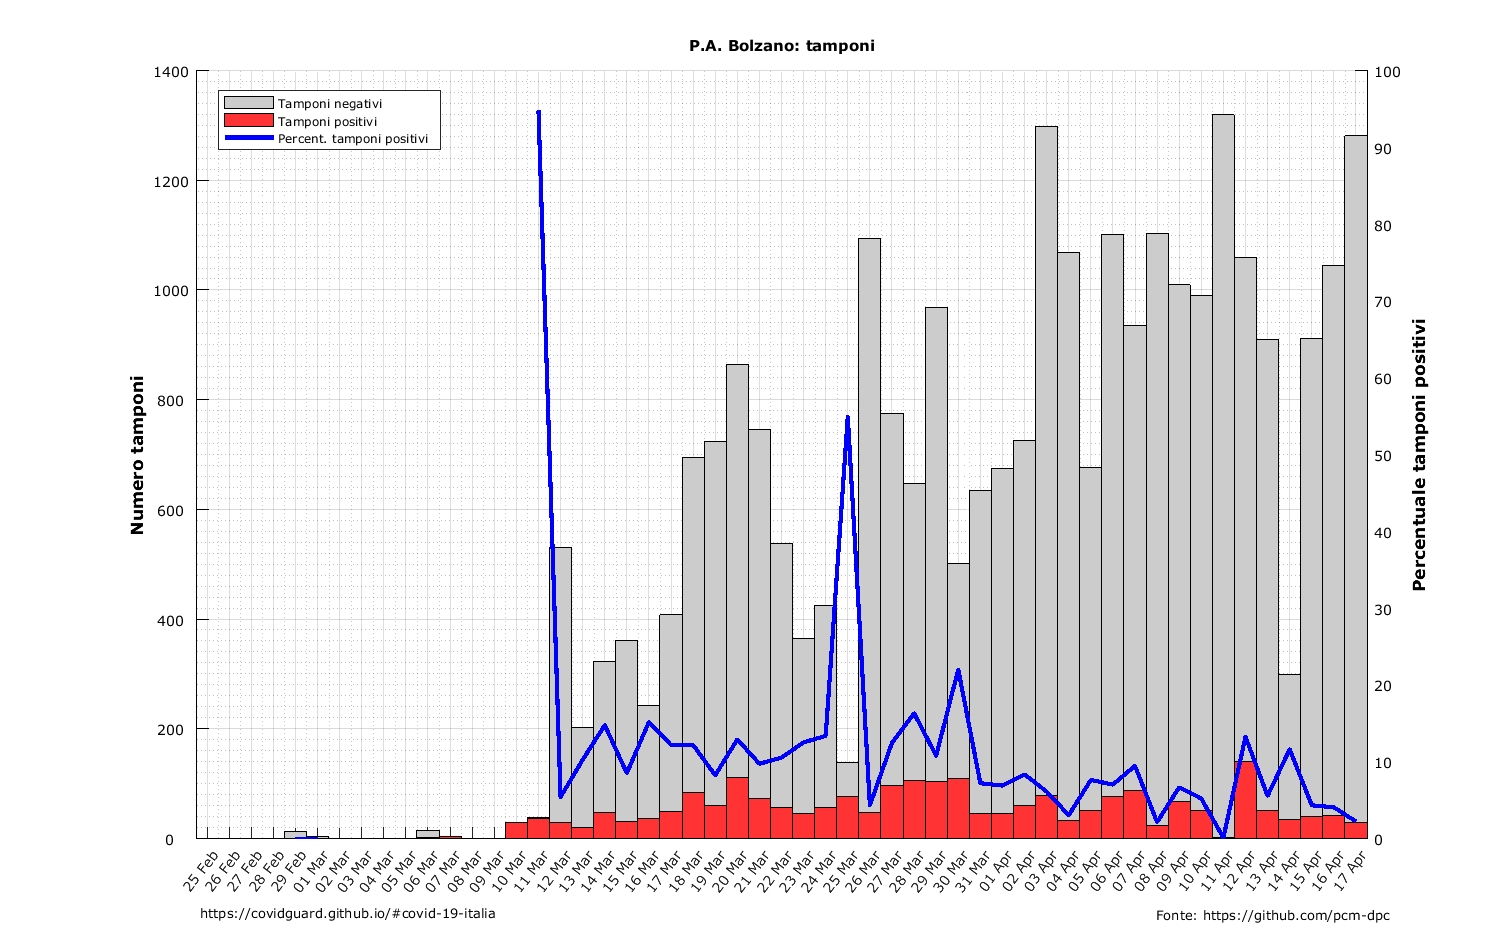 P.A. Bolzano: tamponi
Tamponi negativi
Tamponi positivi
Percent. tamponi positivi
Numero tamponi
1400
1200
1000
800
600
400
200
0
Percentuale tamponi positivi
100
90
80
70
60
50
40
30
20
10
0
25 Feb
26 Feb
27 Feb
28 Feb
29 Feb
01 Mar
02 Mar
03 Mar
04 Mar
05 Mar
06 Mar
07 Mar
08 Mar
09 Mar
10 Mar
11 Mar
12 Mar
13 Mar
14 Mar
15 Mar
16 Mar
17 Mar
18 Mar
19 Mar
20 Mar
21 Mar
22 Mar
23 Mar
24 Mar
25 Mar
26 Mar
27 Mar
28 Mar
29 Mar
30 Mar
31 Mar
01 Apr
02 Apr
03 Apr
04 Apr
05 Apr
06 Apr
07 Apr
08 Apr
09 Apr
10 Apr
11 Apr
12 Apr
13 Apr
14 Apr
15 Apr
16 Apr
17 Apr
https://covidguard.github.io/#covid-19-italia
Fonte: https://github.com/pcm-dpc